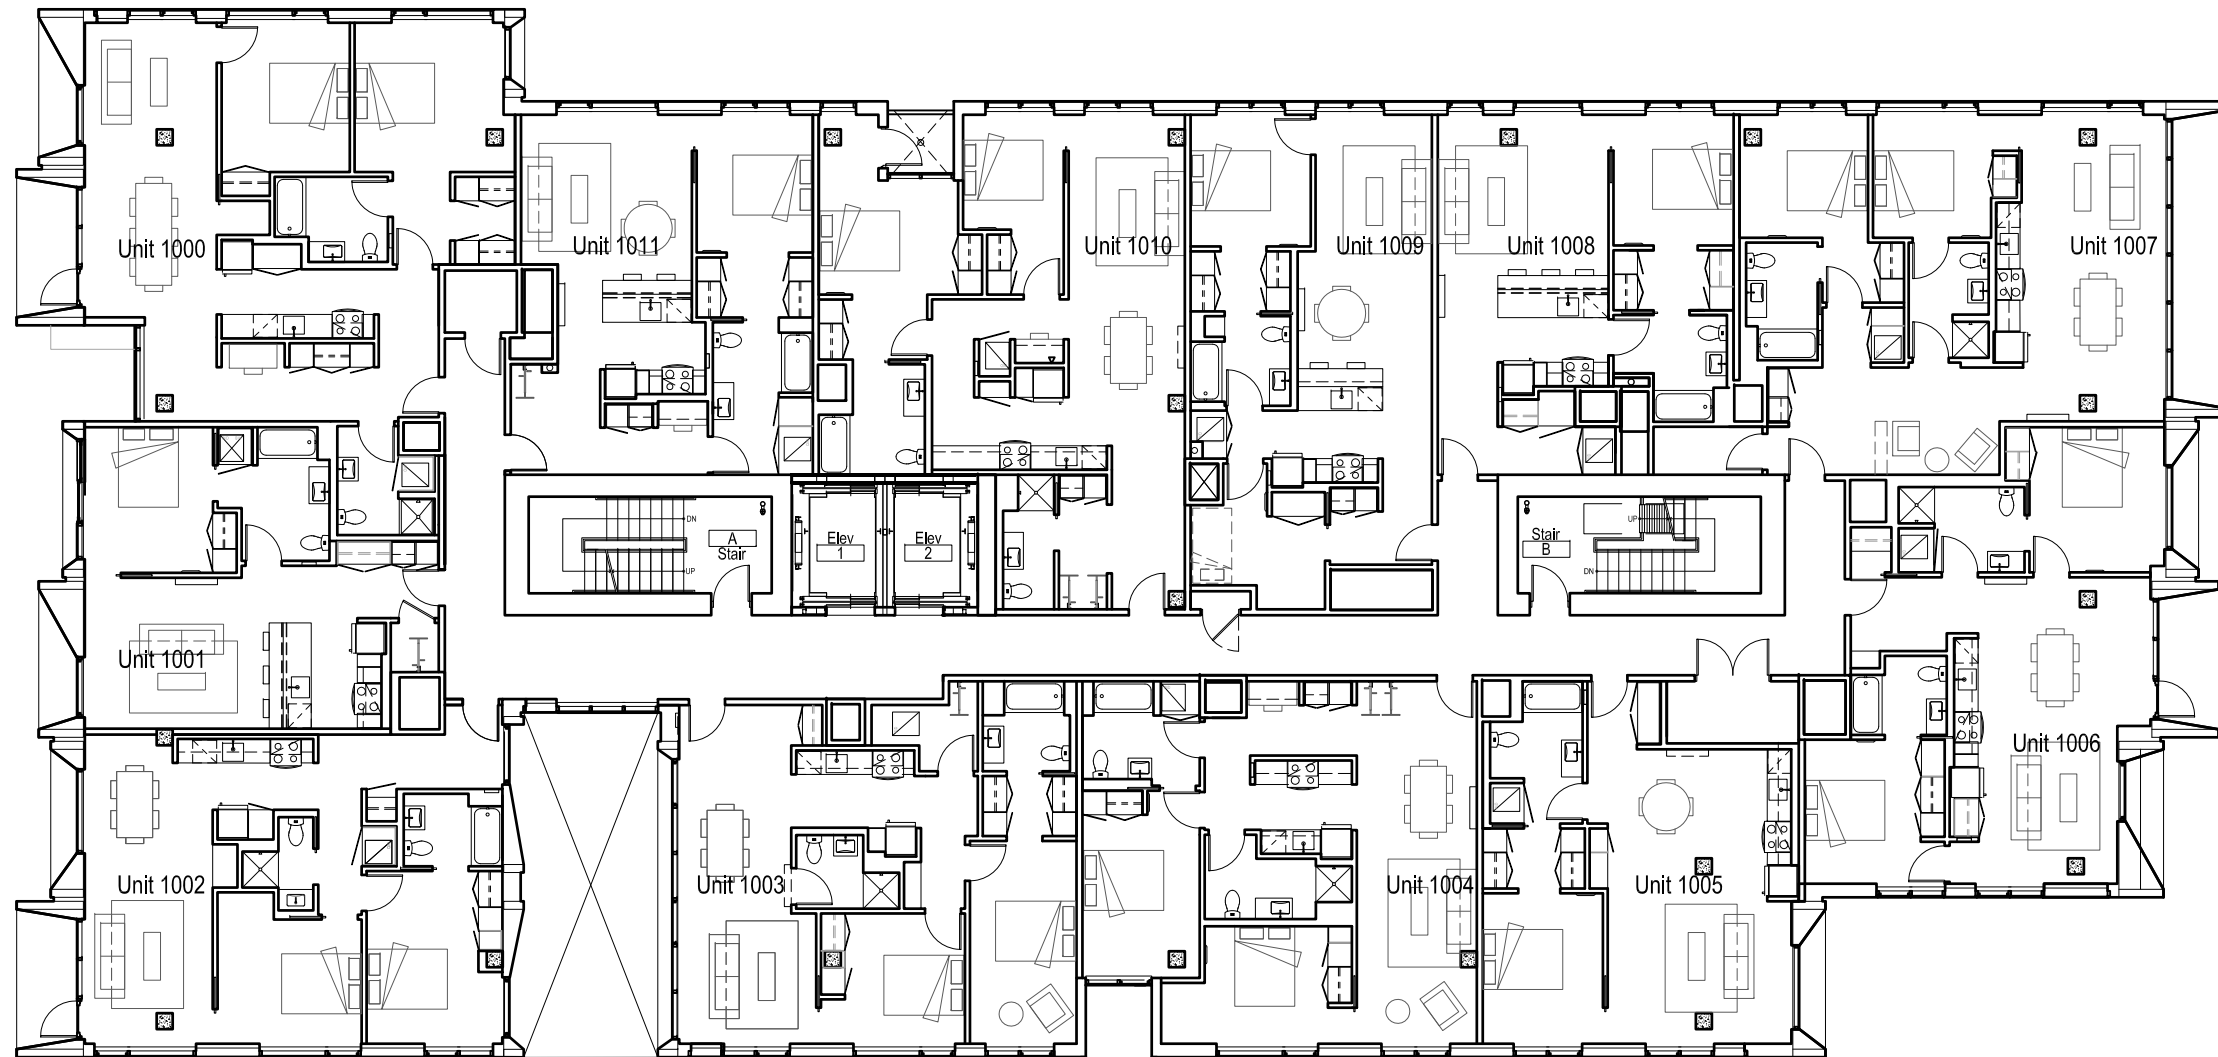 Unit 1000
Unit 1011
Unit 1010
Unit 1009
Unit 1008
Unit 1007
DN
UP
A
Stair
Elev
1
Elev
2
Stair
B
UP
DN
Unit 1001
Unit 1006
Unit 1002
Unit 1003
Unit 1004
Unit 1005